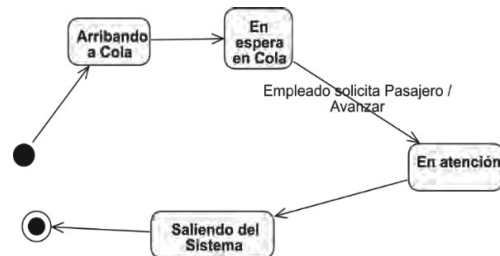 Arribando
a Cola
En
espera
en Cola
Empleado solicita Pasajero /
Avanzar
En atención
Saliendo del
Sistema